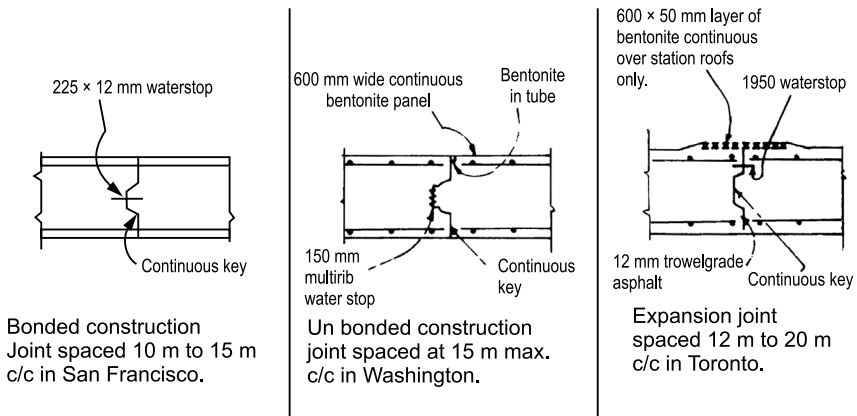 225 × 12 mm waterstop
Continuous key
Bonded construction
Joint spaced 10 m to 15 m
c/c in San Francisco.
600 mm wide continuous
bentonite panel
Bentonite
in tube
150 mm
multirib
water stop
Continuous
key
Un bonded construction
joint spaced at 15 m max.
c/c in Washington.
600 × 50 mm layer of
bentonite continuous
over station roofs
only.
1950 waterstop
12 mm trowelgrade
asphalt
Continuous key
Expansion joint
spaced 12 m to 20 m
c/c in Toronto.